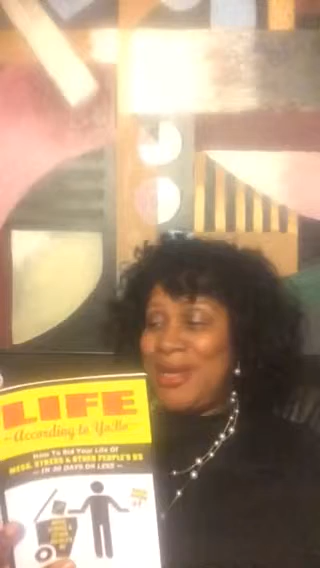 LIFE
According to YaBo
How To Rid Your Life Of
MESS, STRESS & OTHER PEOPLE'S BS
IN 30 DAYS OR LESS